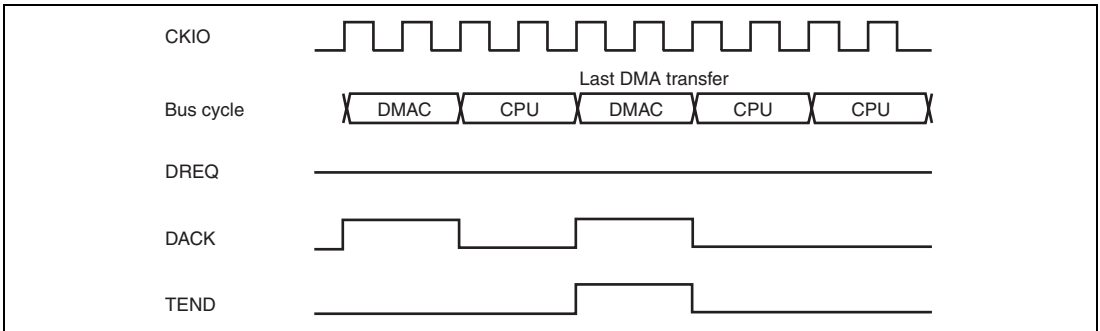 CKIO
Last DMA transfer
Bus cycle DMAC CPU DMAC CPU CPU
DREQ
DACK
TEND